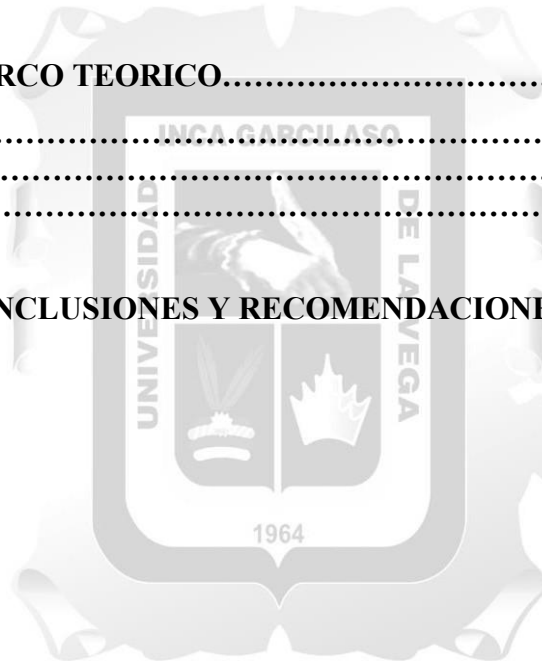 RCO TEORICO..............................
INCA GARCILASO
..................................................
..................................................
..................................................
UNIVERSIDAD
DE LA VEGA
NCLUSIONES Y RECOMENDACIONE
1964